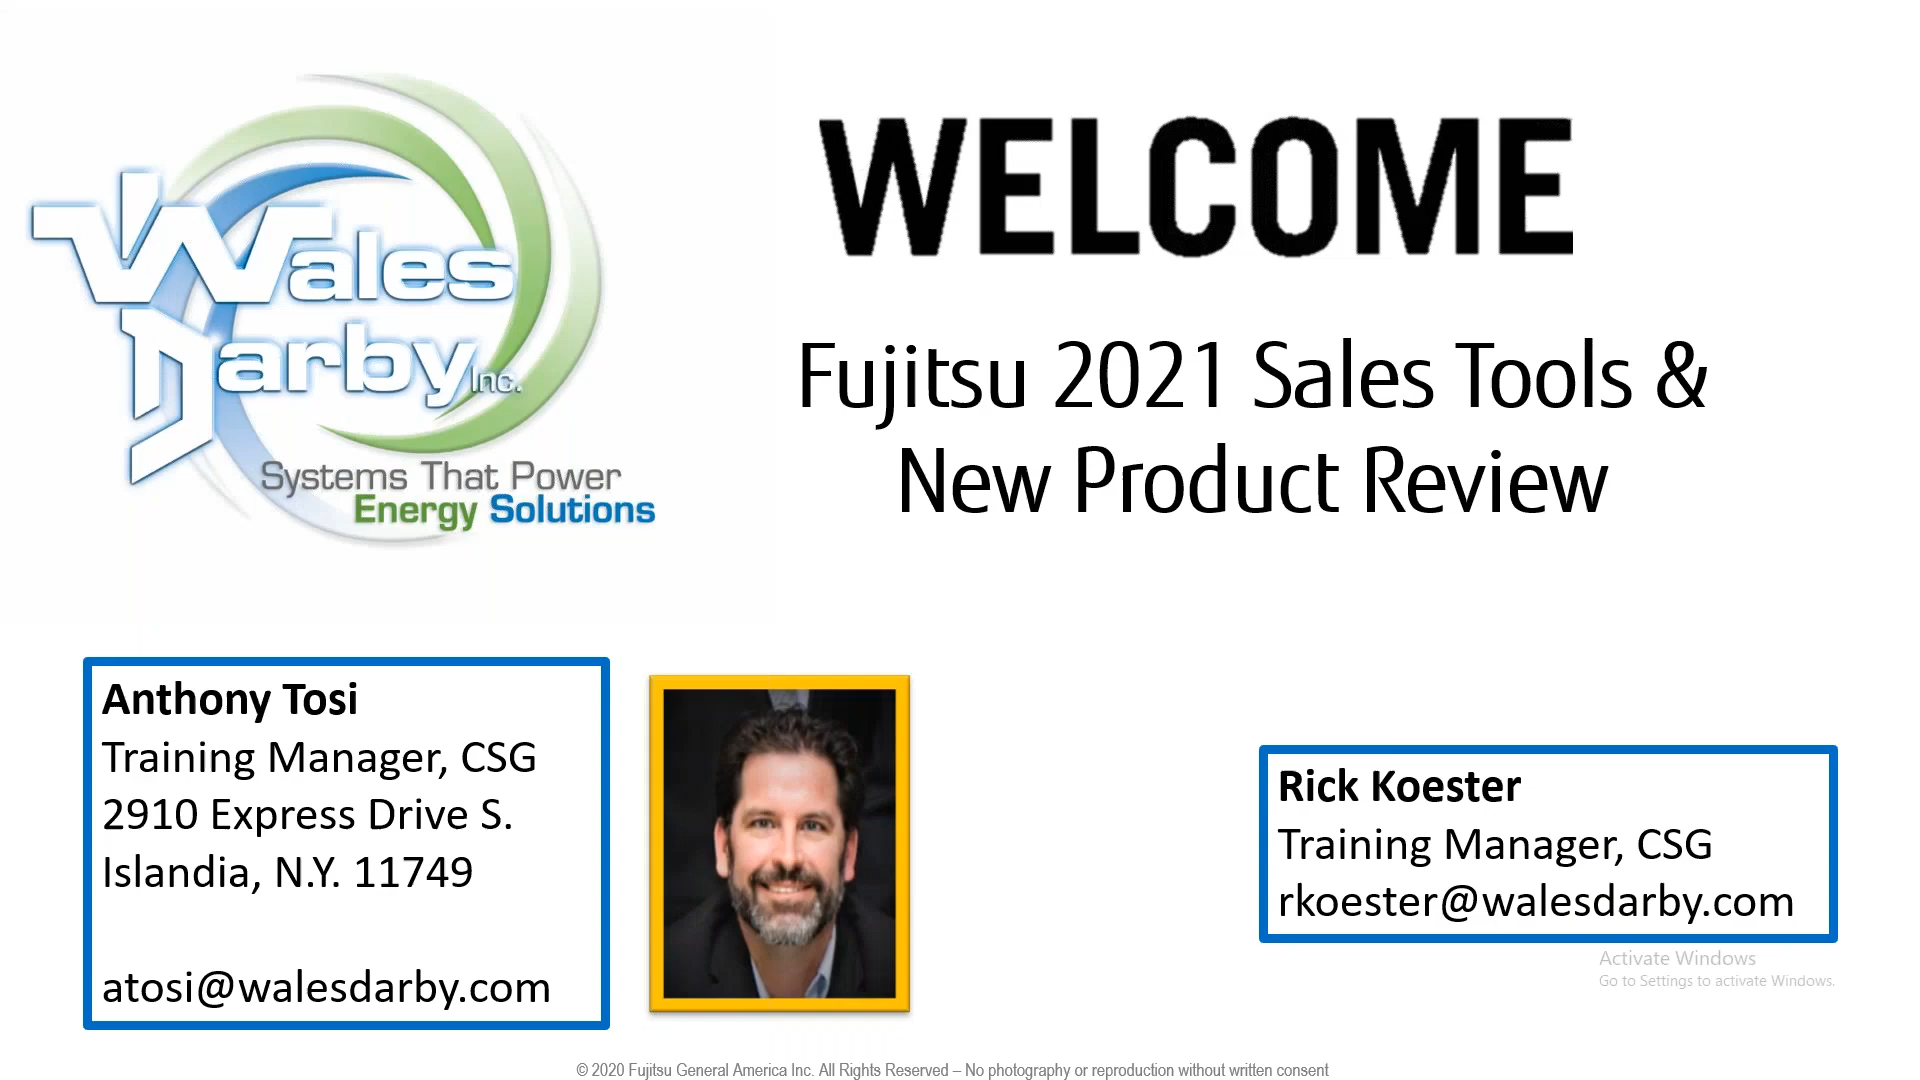 Wales
Darby Inc.
Systems That Power
Energy Solutions
WELCOME
Fujitsu 2021 Sales Tools &
New Product Review
Anthony Tosi
Training Manager, CSG
2910 Express Drive S.
Islandia, N.Y. 11749
atosi@walesdarby.com
Rick Koester
Training Manager, CSG
rkoester@walesdarby.com
Activate Windows
Go to Settings to activate Windows.
© 2020 Fujitsu General America Inc. All Rights Reserved – No photography or reproduction without written consent